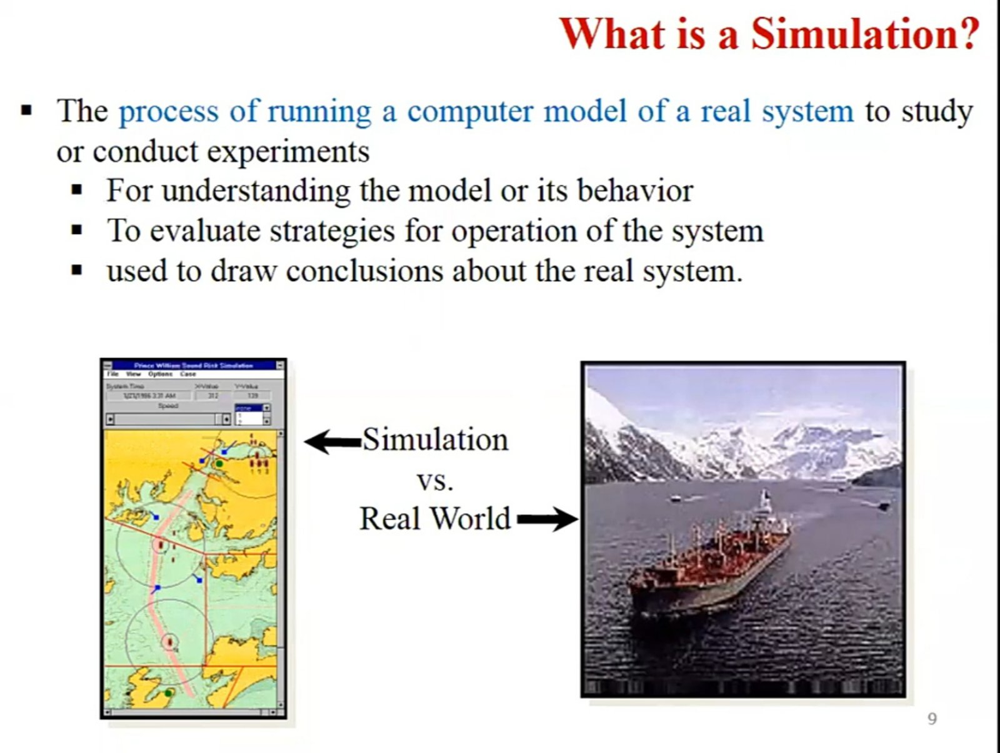 What is a Simulation?
▪ The process of running a computer model of a real system to study
or conduct experiments
▪ For understanding the model or its behavior
▪ To evaluate strategies for operation of the system
▪ used to draw conclusions about the real system.
Prince William Sound Risk Simulation
File View Options Case
System Time X-Value Y-Value
312 139
Speed
none
1
2
Simulation
vs.
Real World
9